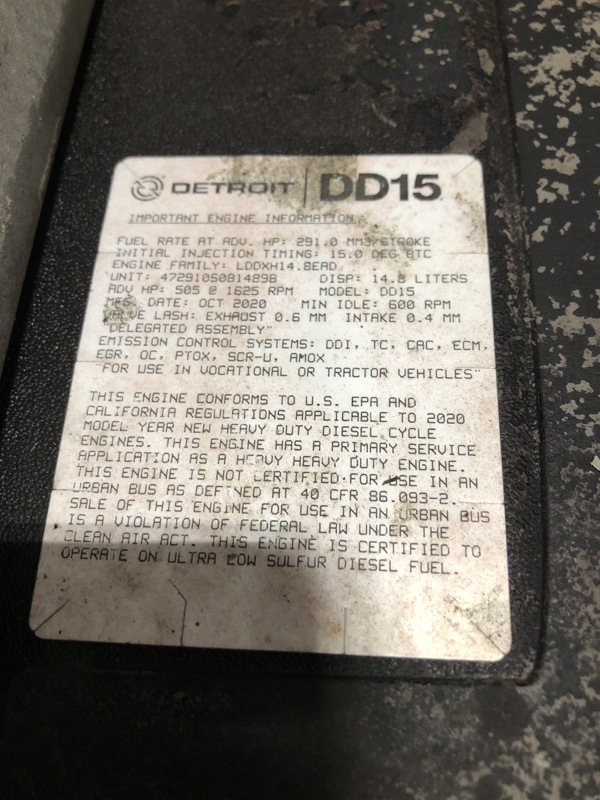 DETROIT | DD15
IMPORTANT ENGINE INFORMATION
FUEL RATE AT ADV. HP: 291.0 MM3/STROKE
INITIAL INJECTION TIMING: 15.0 DEG BTC
ENGINE FAMILY: LDDXH14.8EAD
UNIT: 472910S0814898 DISP: 14.8 LITERS
ADV HP: 505 @ 1625 RPM MODEL: DD15
MFG. DATE: OCT 2020 MIN IDLE: 600 RPM
VALVE LASH: EXHAUST 0.6 MM INTAKE 0.4 MM
"DELEGATED ASSEMBLY"
EMISSION CONTROL SYSTEMS: DDI, TC, CAC, ECM,
EGR, OC, PTOX, SCR-U, AMOX
"FOR USE IN VOCATIONAL OR TRACTOR VEHICLES"
THIS ENGINE CONFORMS TO U.S. EPA AND
CALIFORNIA REGULATIONS APPLICABLE TO 2020
MODEL YEAR NEW HEAVY DUTY DIESEL CYCLE
ENGINES. THIS ENGINE HAS A PRIMARY SERVICE
APPLICATION AS A HEAVY HEAVY DUTY ENGINE.
THIS ENGINE IS NOT CERTIFIED FOR USE IN AN
URBAN BUS AS DEFINED AT 40 CFR 86.093-2.
SALE OF THIS ENGINE FOR USE IN AN URBAN BUS
IS A VIOLATION OF FEDERAL LAW UNDER THE
CLEAN AIR ACT. THIS ENGINE IS CERTIFIED TO
OPERATE ON ULTRA LOW SULFUR DIESEL FUEL.